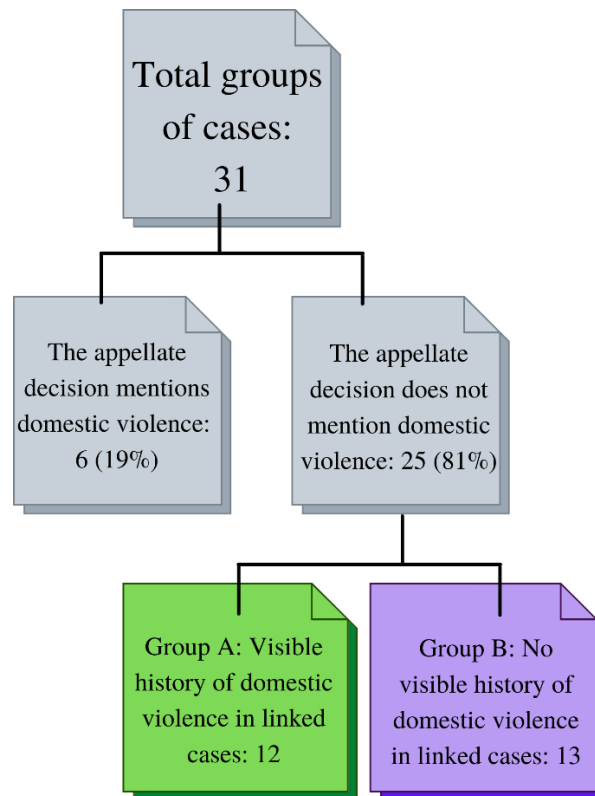 Total groups
of cases:
31
The appellate
decision mentions
domestic violence:
6 (19%)
The appellate
decision does not
mention domestic
violence: 25 (81%)
Group A: Visible
history of domestic
violence in linked
cases: 12
Group B: No
visible history of
domestic violence
in linked cases: 13